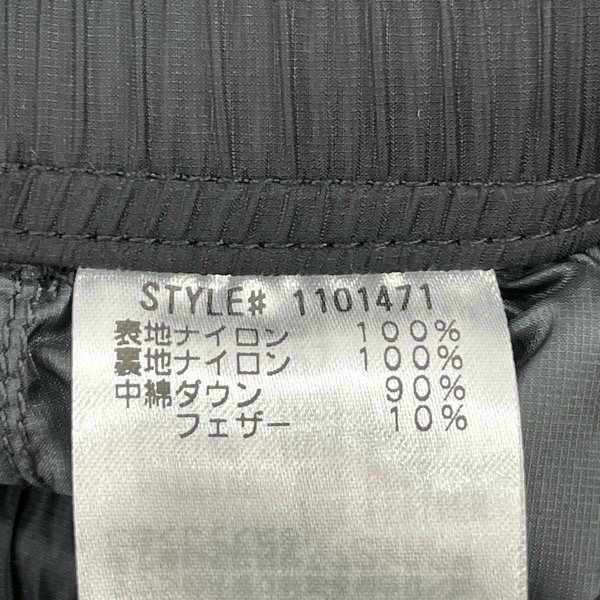 STYLE# 1101471
表地ナイロン 100%
裏地ナイロン 100%
中綿ダウン 90%
フェザー 10%